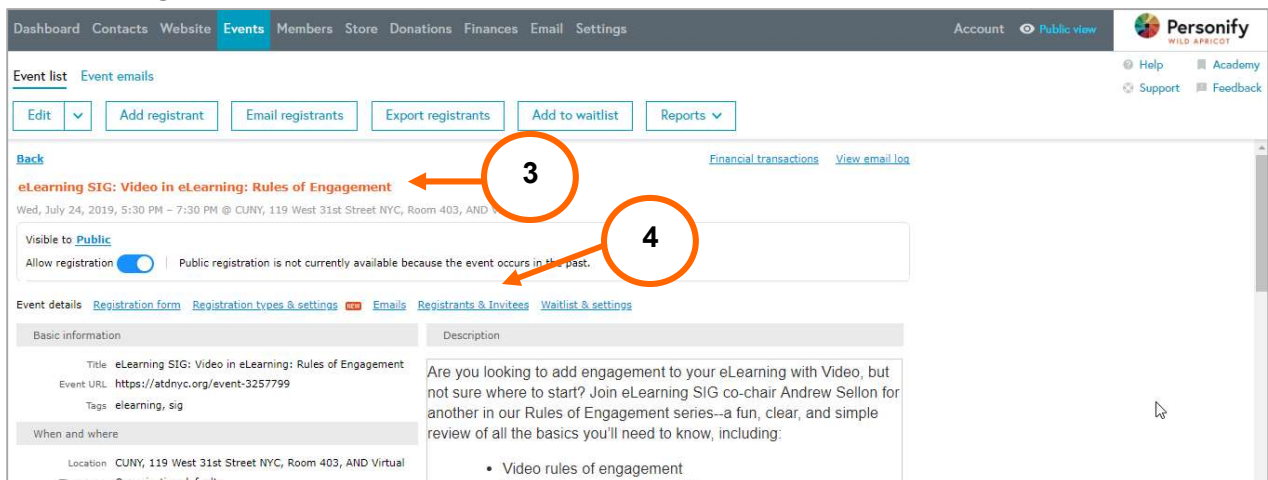 Dashboard Contacts Website Events Members Store Donations Finances Email Settings Account Public view Personify
WILD APRICOT
Event list Event emails
Help Academy
Support Feedback
Edit Add registrant Email registrants Export registrants Add to waitlist Reports
Back Financial transactions View email log
3
eLearning SIG: Video in eLearning: Rules of Engagement
Wed, July 24, 2019, 5:30 PM – 7:30 PM @ CUNY, 119 West 31st Street NYC, Room 403, AND
4
Visible to Public
Allow registration Public registration is not currently available because the event occurs in the past.
Event details Registration form Registration types & settings NEW Emails Registrants & Invitees Waitlist & settings
Basic information
Title eLearning SIG: Video in eLearning: Rules of Engagement
Event URL https://atdnyc.org/event-3257799
Tags elearning, sig
When and where
Location CUNY, 119 West 31st Street NYC, Room 403, AND Virtual
Description
Are you looking to add engagement to your eLearning with Video, but
not sure where to start? Join eLearning SIG co-chair Andrew Sellon for
another in our Rules of Engagement series--a fun, clear, and simple
review of all the basics you'll need to know, including:
• Video rules of engagement